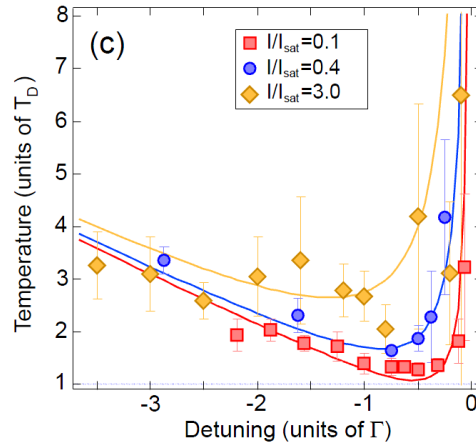 (c)
I/Isat=0.1
I/Isat=0.4
I/Isat=3.0
8
7
6
5
4
3
2
1
Temperature (units of TD)
-3
-2
-1
0
Detuning (units of Γ)